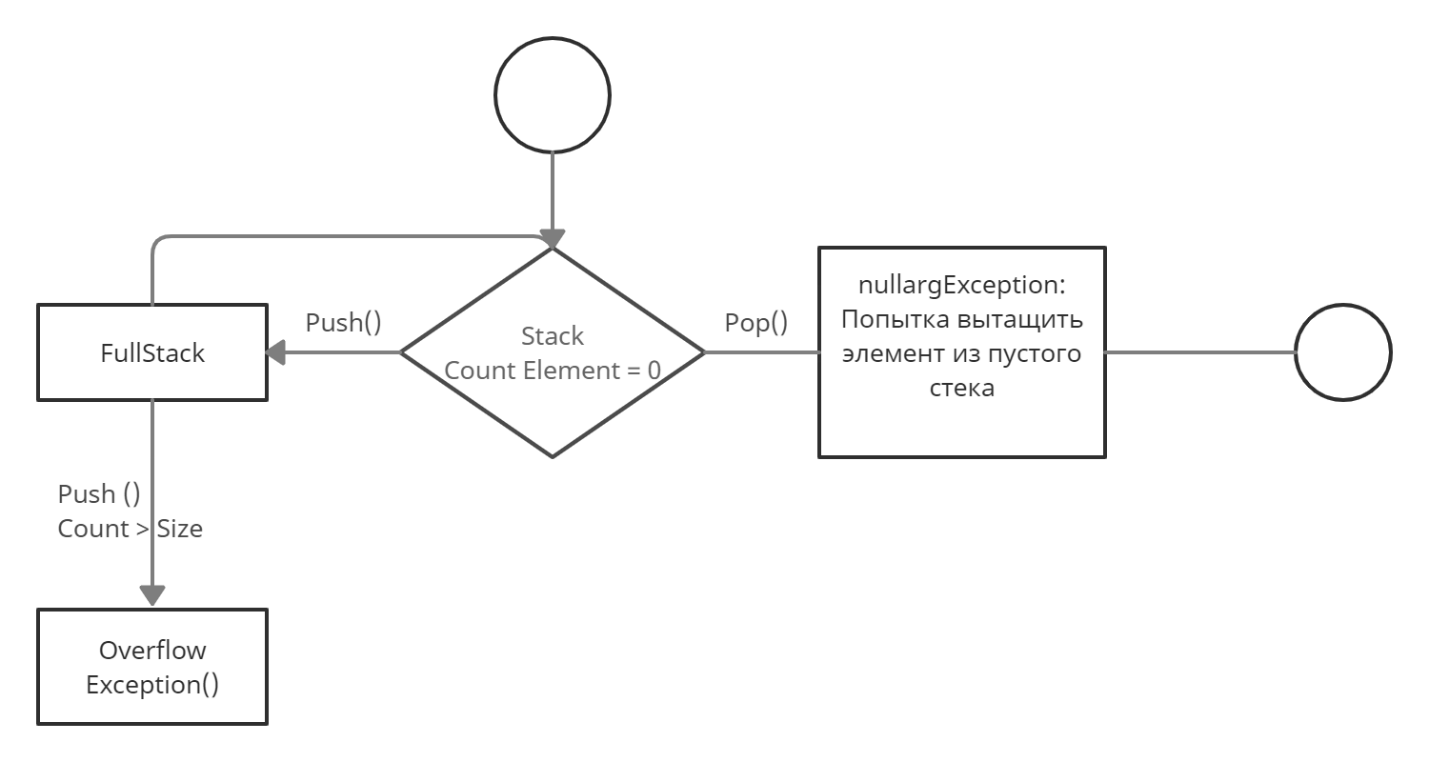 Push()
FullStack
Stack
Count Element = 0
Pop()
nullargException:
Попытка вытащить
элемент из пустого
стека
Push ()
Count > Size
Overflow
Exception()